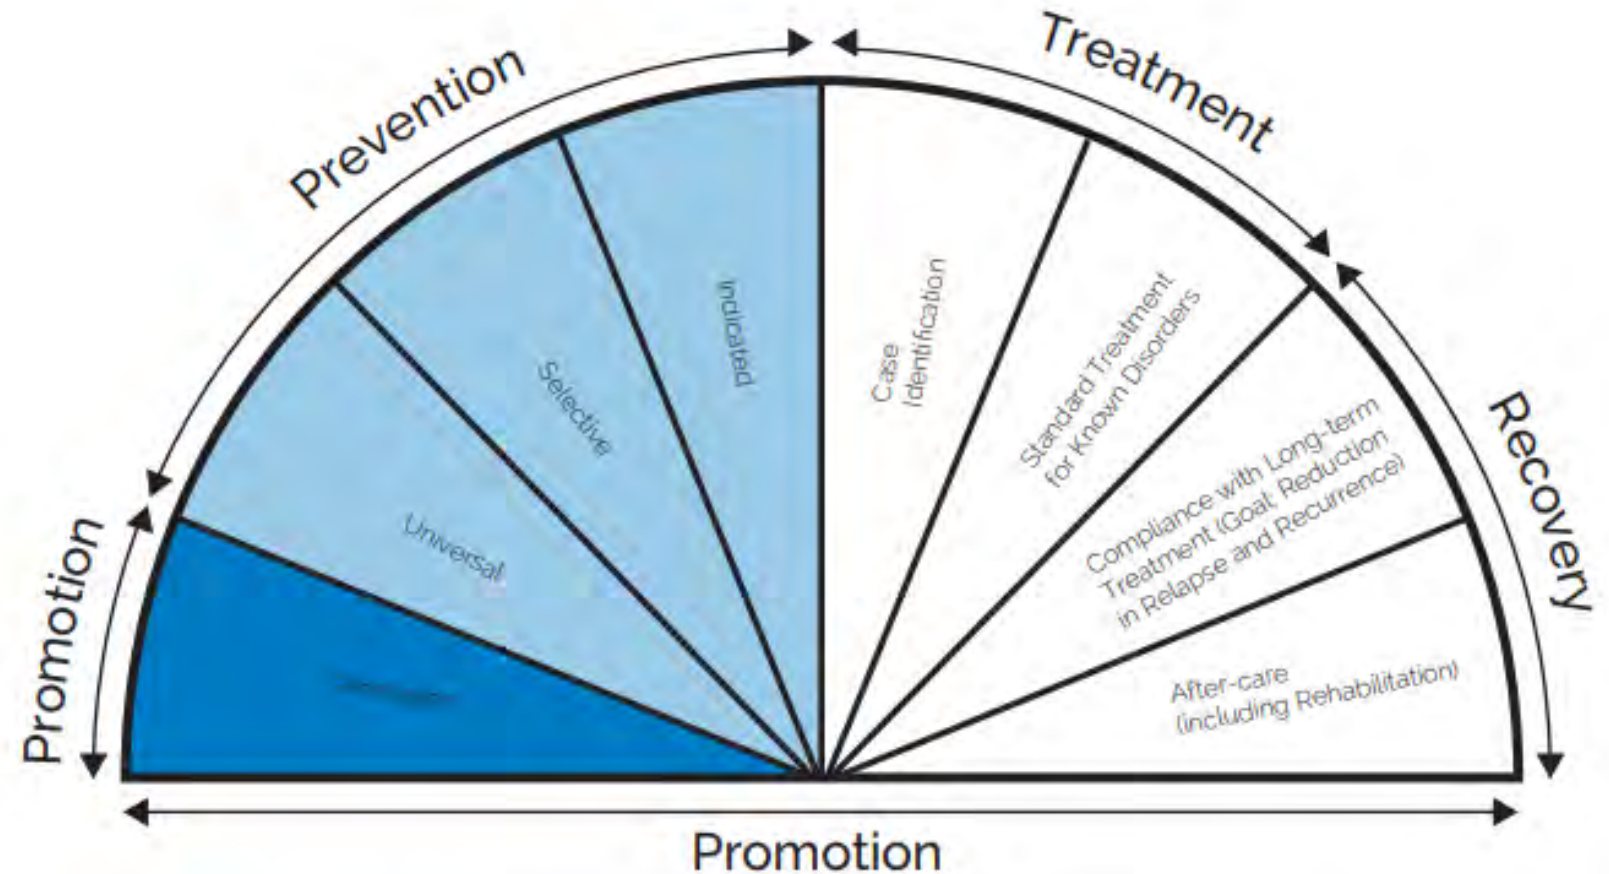 Prevention
Treatment
Promotion
Recovery
Universal
Selective
Indicated
Case
Identification
Standard Treatment
for Known Disorders
Compliance with Long-term
Treatment (Goal: Reduction
in Relapse and Recurrence)
After-care
(including Rehabilitation)
Promotion